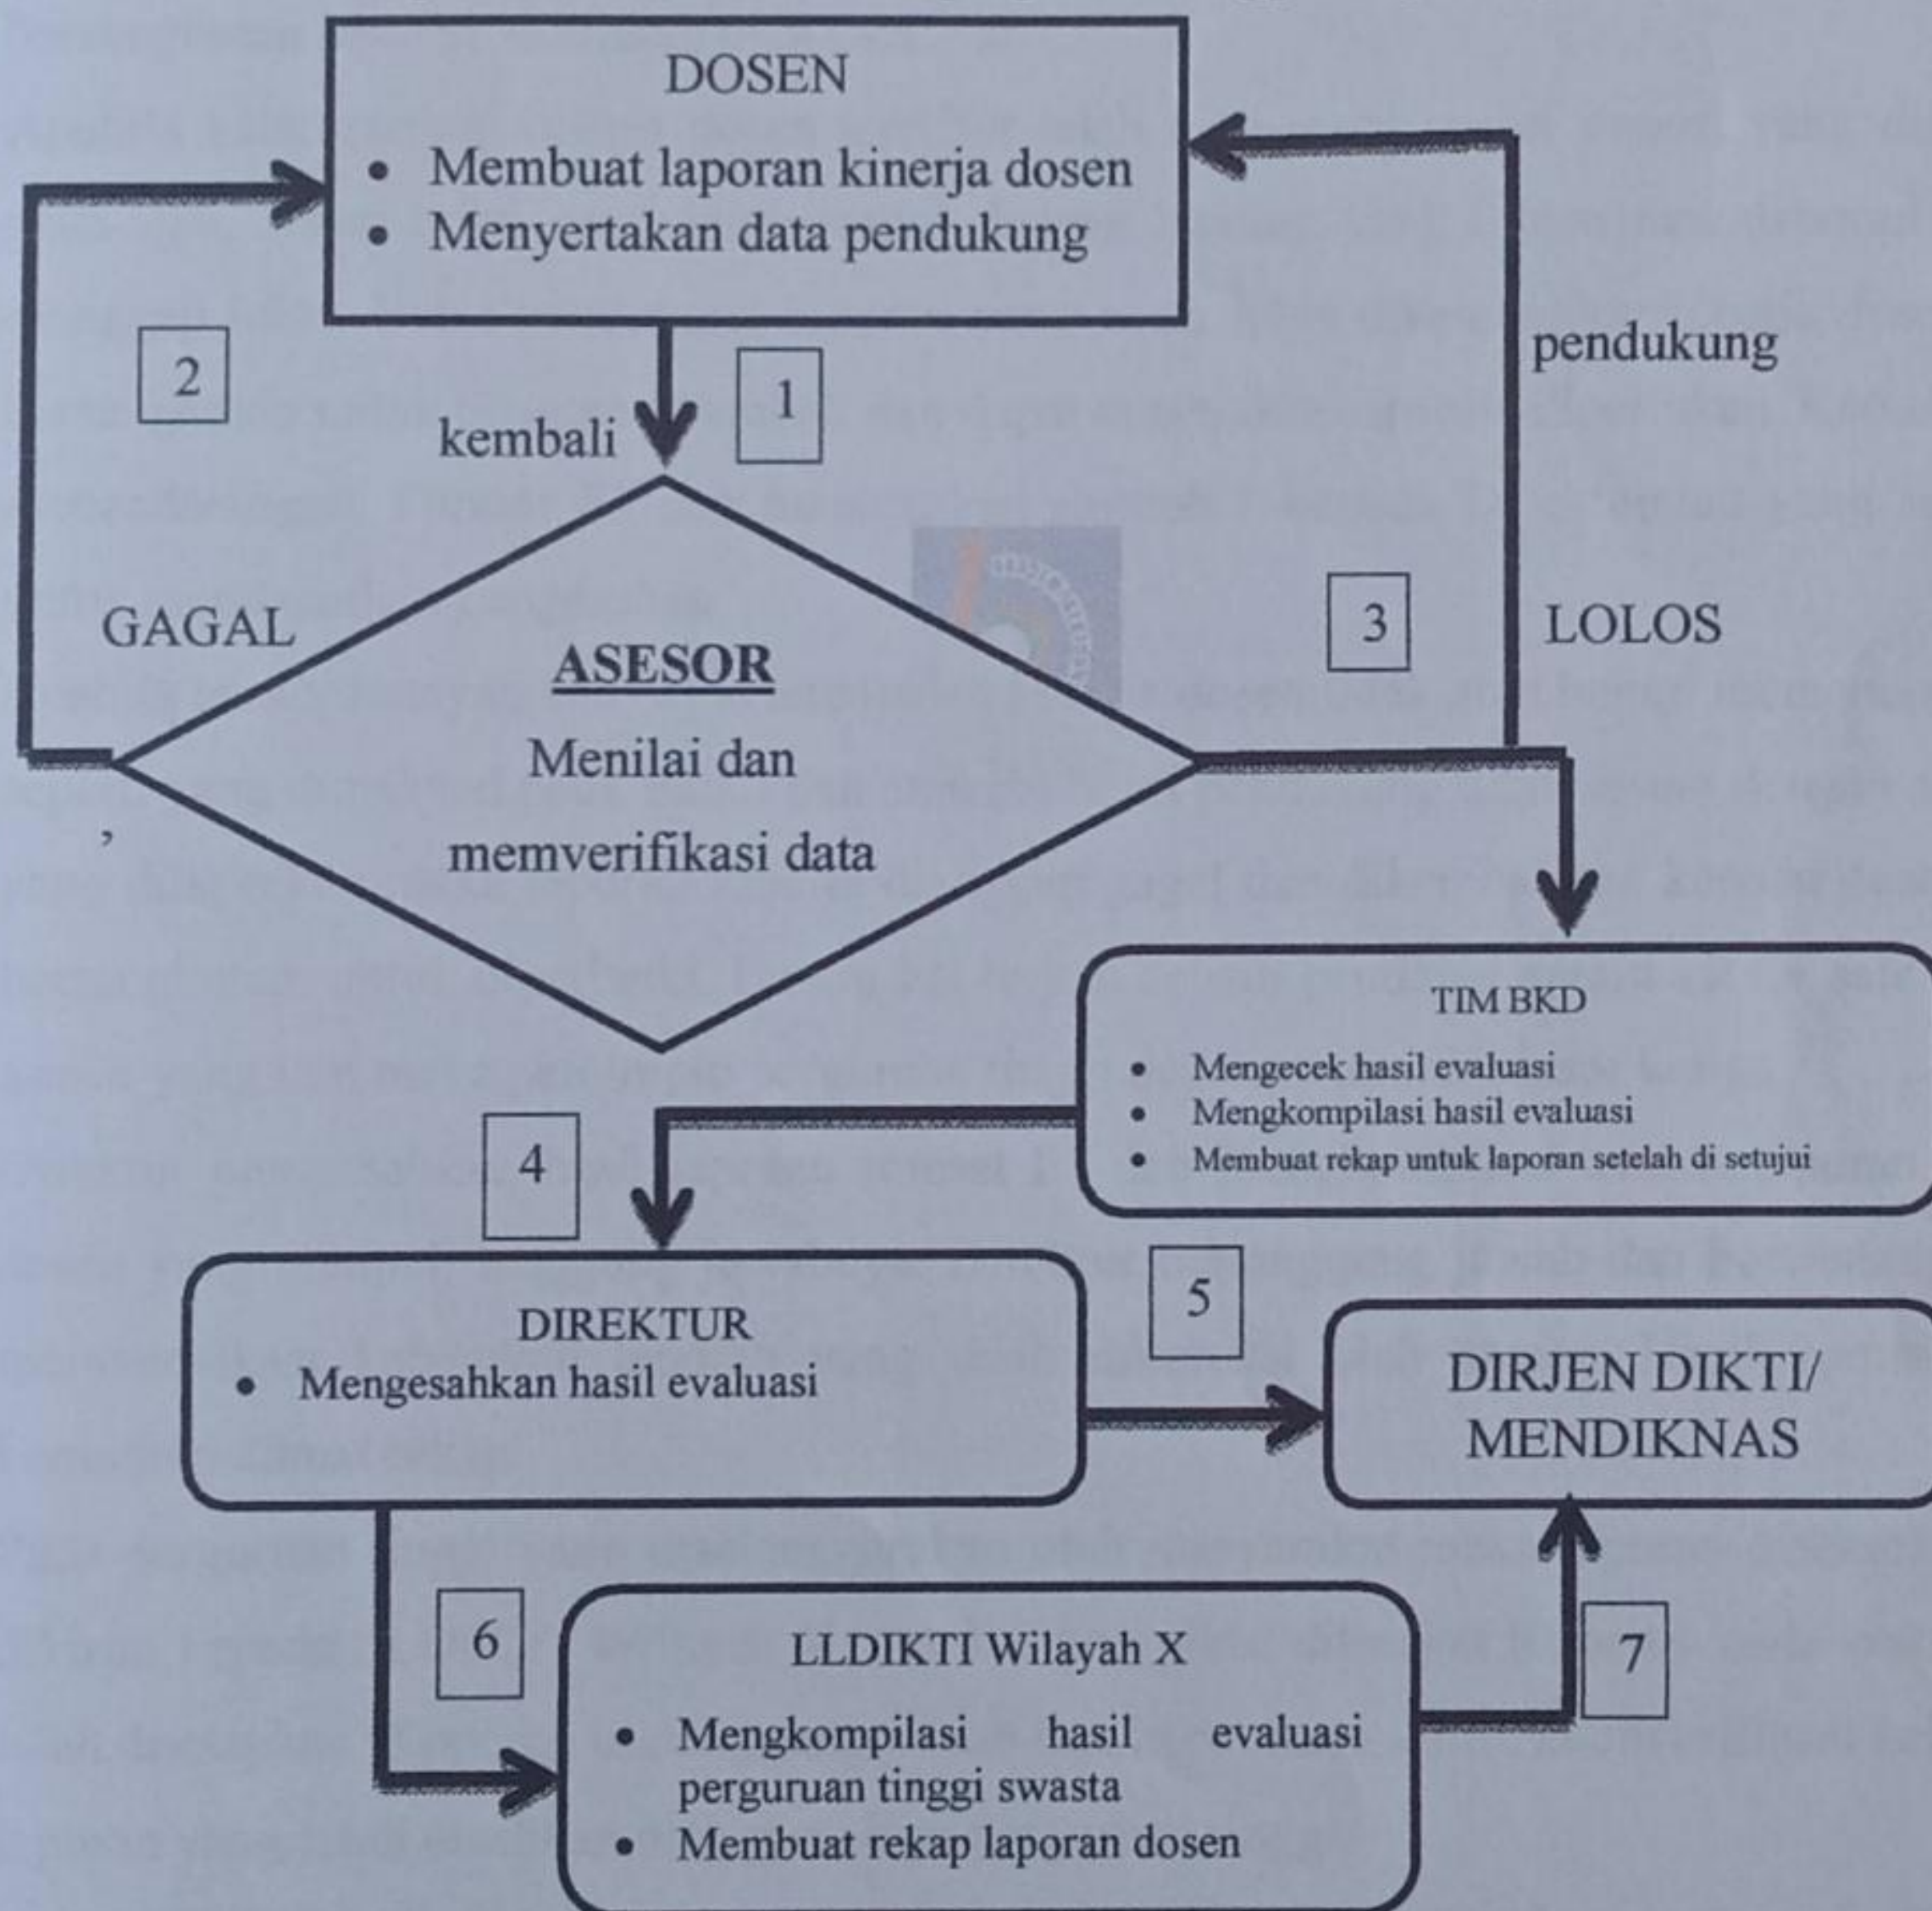 DOSEN
• Membuat laporan kinerja dosen
• Menyertakan data pendukung
2
1
kembali
pendukung
GAGAL
3
LOLOS
ASESOR
Menilai dan
memverifikasi data
,
TIM BKD
• Mengecek hasil evaluasi
• Mengkompilasi hasil evaluasi
• Membuat rekap untuk laporan setelah di setujui
4
DIREKTUR
• Mengesahkan hasil evaluasi
5
DIRJEN DIKTI/
MENDIKNAS
6
LLDIKTI Wilayah X
• Mengkompilasi hasil evaluasi
perguruan tinggi swasta
• Membuat rekap laporan dosen
7